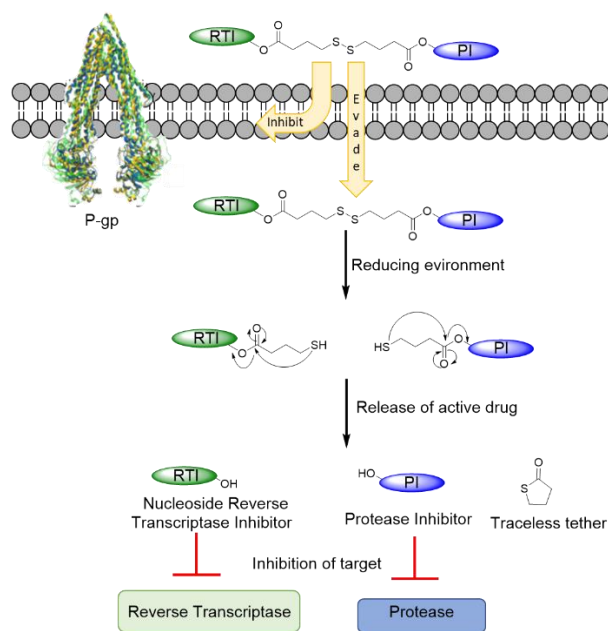 RTI
O
O
S
S
O
O
PI
Inhibit
Evade
P-gp
RTI
O
O
S
S
O
O
PI
Reducing evironment
RTI
O
O
SH
HS
O
O
PI
Release of active drug
RTI
OH
HO
PI
O
S
Nucleoside Reverse
Transcriptase Inhibitor
Protease Inhibitor
Traceless tether
Inhibition of target
Reverse Transcriptase
Protease